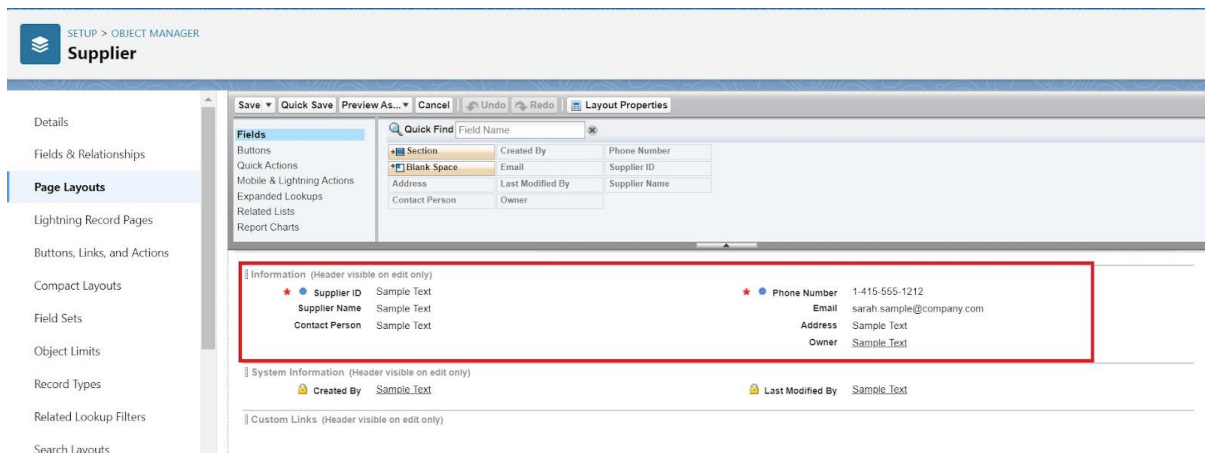 SETUP > OBJECT MANAGER
Supplier
Details
Fields & Relationships
Page Layouts
Lightning Record Pages
Buttons, Links, and Actions
Compact Layouts
Field Sets
Object Limits
Record Types
Related Lookup Filters
Search Layouts
Save Quick Save Preview As... Cancel Undo Redo Layout Properties
Fields
Buttons
Quick Actions
Mobile & Lightning Actions
Expanded Lookups
Related Lists
Report Charts
Quick Find Field Name
Section Created By Phone Number
Blank Space Email Supplier ID
Address Last Modified By Supplier Name
Contact Person Owner
Information (Header visible on edit only)
* Supplier ID Sample Text * Phone Number 1-415-555-1212
Supplier Name Sample Text Email sarah.sample@company.com
Contact Person Sample Text Address Sample Text
Owner Sample Text
System Information (Header visible on edit only)
Created By Sample Text Last Modified By Sample Text
Custom Links (Header visible on edit only)